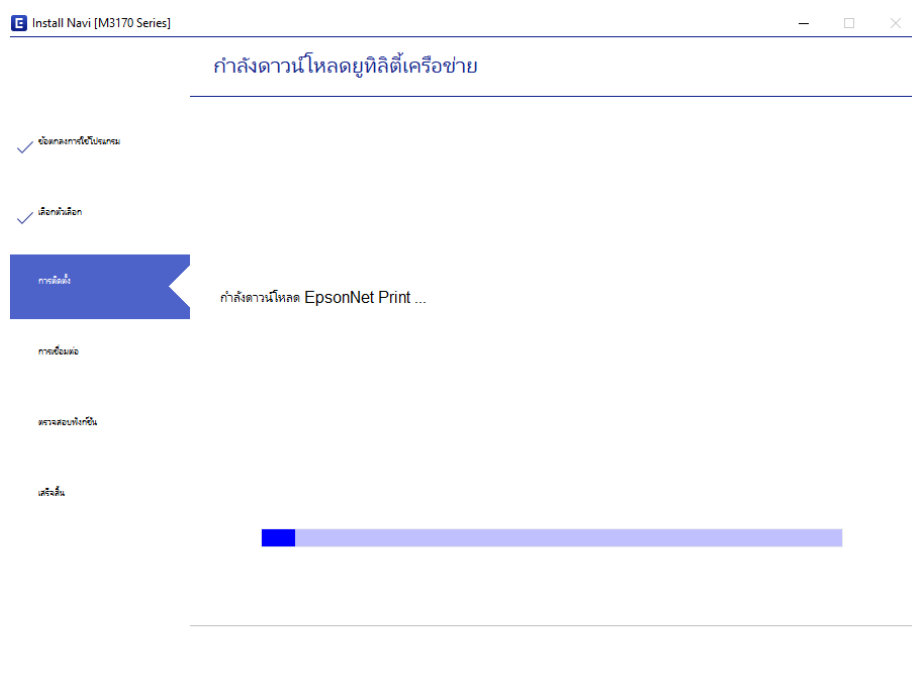 E Install Navi [M3170 Series]
กำลังดาวน์โหลดยูทิลิตี้เครือข่าย
ข้อตกลงการใช้โปรแกรม
เลือกตัวเลือก
การติดตั้ง
กำลังดาวน์โหลด EpsonNet Print ...
การเชื่อมต่อ
ตรวจสอบฟังก์ชัน
เสร็จสิ้น